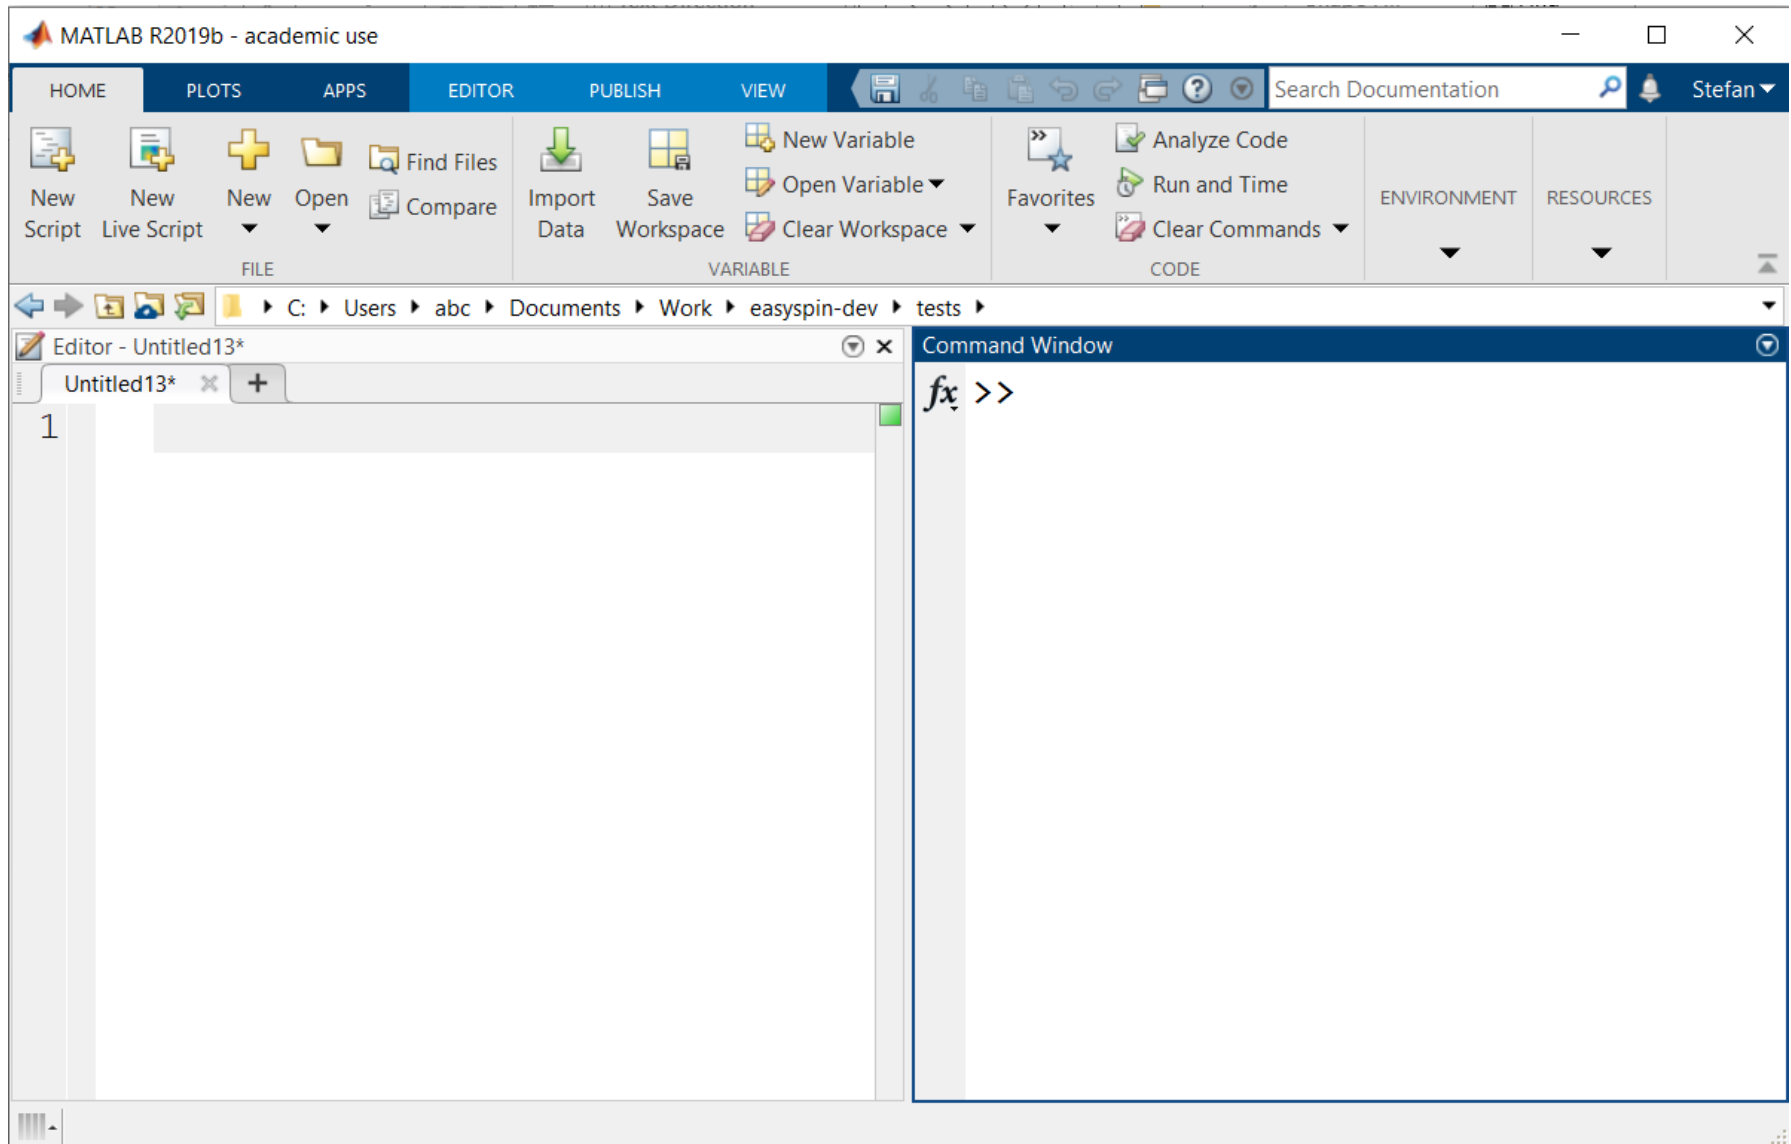 MATLAB R2019b - academic use
HOME PLOTS APPS EDITOR PUBLISH VIEW Search Documentation Stefan
New Script
New Live Script
New
Open
Find Files
Compare
FILE
Import Data
Save Workspace
New Variable
Open Variable
Clear Workspace
VARIABLE
Favorites
Analyze Code
Run and Time
Clear Commands
CODE
ENVIRONMENT
RESOURCES
C: Users abc Documents Work easyspin-dev tests
Editor - Untitled13*
Untitled13*
1
Command Window
fx >>